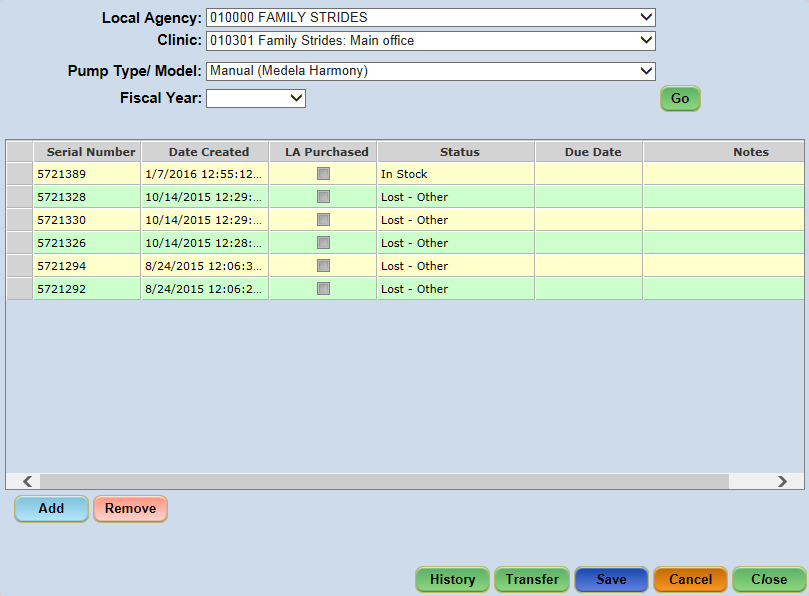 Local Agency: 010000 FAMILY STRIDES
Clinic: 010301 Family Strides: Main office
Pump Type/ Model: Manual (Medela Harmony)
Fiscal Year:
Go
Serial Number Date Created LA Purchased Status Due Date Notes
5721389 1/7/2016 12:55:12... In Stock
5721328 10/14/2015 12:29:... Lost - Other
5721330 10/14/2015 12:29:... Lost - Other
5721326 10/14/2015 12:28:... Lost - Other
5721294 8/24/2015 12:06:3... Lost - Other
5721292 8/24/2015 12:06:2... Lost - Other
Add Remove
History Transfer Save Cancel Close